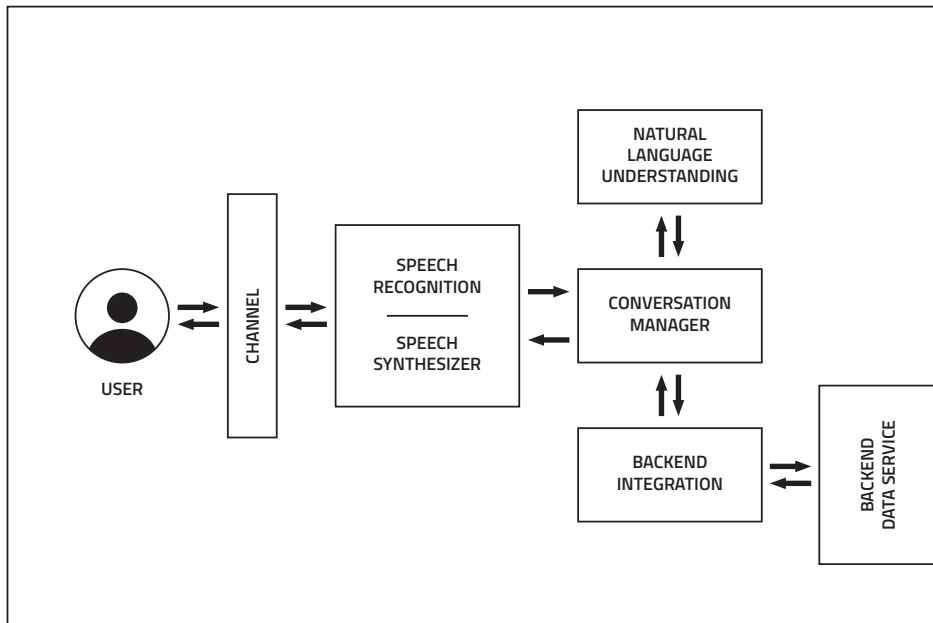 USER
CHANNEL
SPEECH
RECOGNITION
SPEECH
SYNTHESIZER
NATURAL
LANGUAGE
UNDERSTANDING
CONVERSATION
MANAGER
BACKEND
INTEGRATION
BACKEND
DATA SERVICE